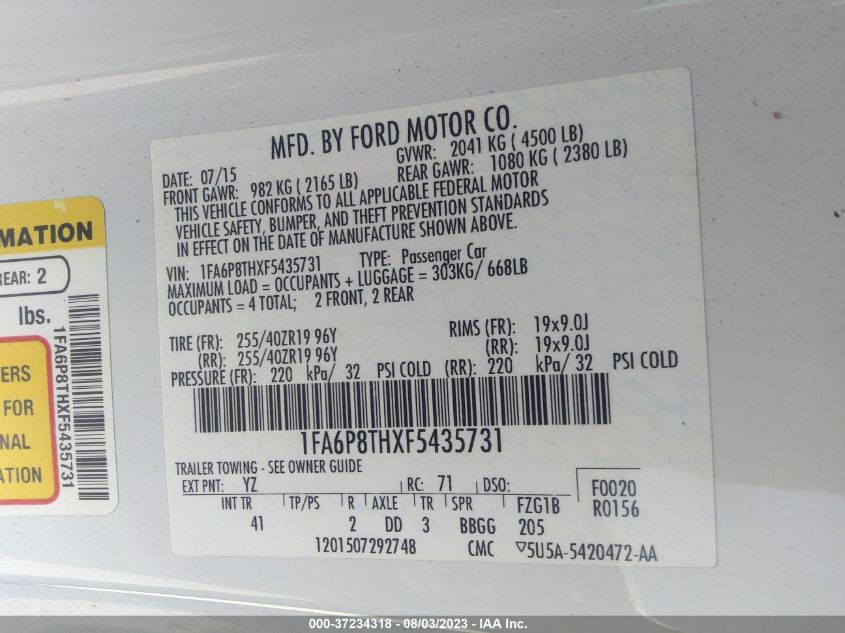 MFD. BY FORD MOTOR CO.
DATE: 07/15 GVWR: 2041 KG ( 4500 LB)
FRONT GAWR: 982 KG ( 2165 LB) REAR GAWR: 1080 KG ( 2380 LB)
THIS VEHICLE CONFORMS TO ALL APPLICABLE FEDERAL MOTOR
VEHICLE SAFETY, BUMPER, AND THEFT PREVENTION STANDARDS
IN EFFECT ON THE DATE OF MANUFACTURE SHOWN ABOVE.
VIN: 1FA6P8THXF5435731 TYPE: Passenger Car
MAXIMUM LOAD = OCCUPANTS + LUGGAGE = 303KG/ 668LB
OCCUPANTS = 4 TOTAL; 2 FRONT, 2 REAR
TIRE (FR): 255/40ZR19 96Y RIMS (FR): 19x9.0J
(RR): 255/40ZR19 96Y (RR): 19x9.0J
PRESSURE (FR): 220 kPa/ 32 PSI COLD (RR): 220 kPa/ 32 PSI COLD
1FA6P8THXF5435731
TRAILER TOWING - SEE OWNER GUIDE
EXT PNT: YZ RC: 71 DSO: F0020
INT TR TP/PS R AXLE TR SPR FZG1B R0156
41 2 DD 3 BBGG 205
1201507292748 CMC ▽5U5A-5420472-AA
MATION
REAR: 2
lbs.
1FA6P8THXF5435731
ERS
FOR
NAL
ATION
000-37234318 - 08/03/2023 - IAA Inc.